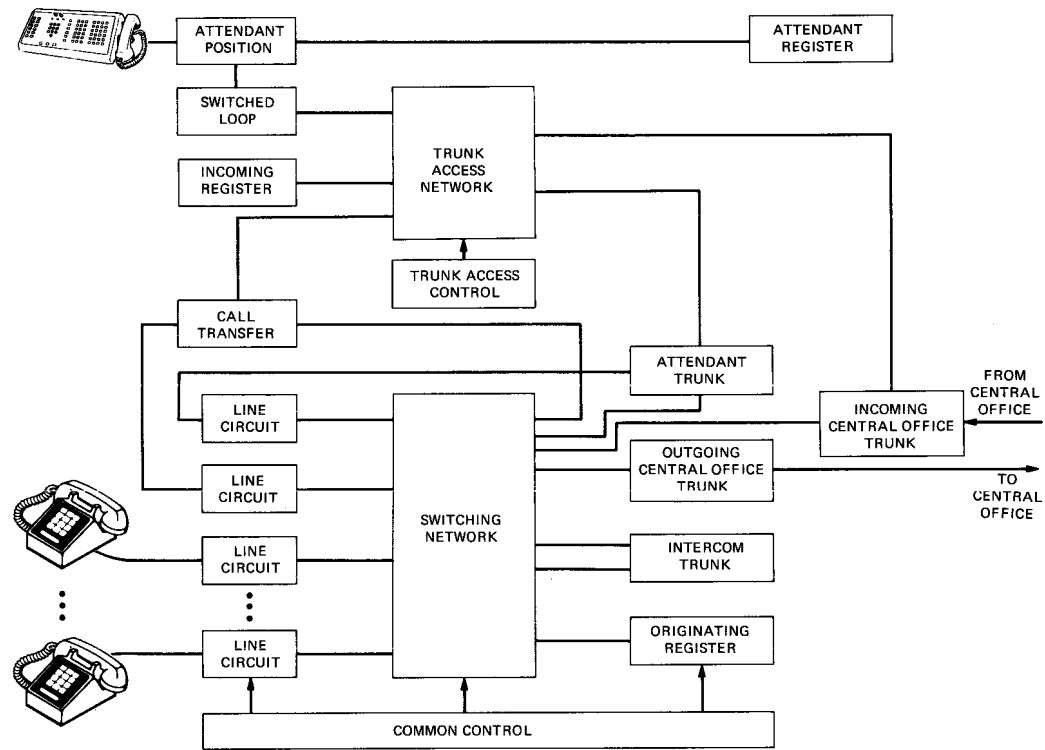 ATTENDANT
POSITION
ATTENDANT
REGISTER
SWITCHED
LOOP
TRUNK
ACCESS
NETWORK
INCOMING
REGISTER
TRUNK ACCESS
CONTROL
CALL
TRANSFER
ATTENDANT
TRUNK
FROM
CENTRAL
OFFICE
LINE
CIRCUIT
INCOMING
CENTRAL OFFICE
TRUNK
OUTGOING
CENTRAL OFFICE
TRUNK
TO
CENTRAL
OFFICE
LINE
CIRCUIT
SWITCHING
NETWORK
LINE
CIRCUIT
INTERCOM
TRUNK
LINE
CIRCUIT
ORIGINATING
REGISTER
COMMON CONTROL